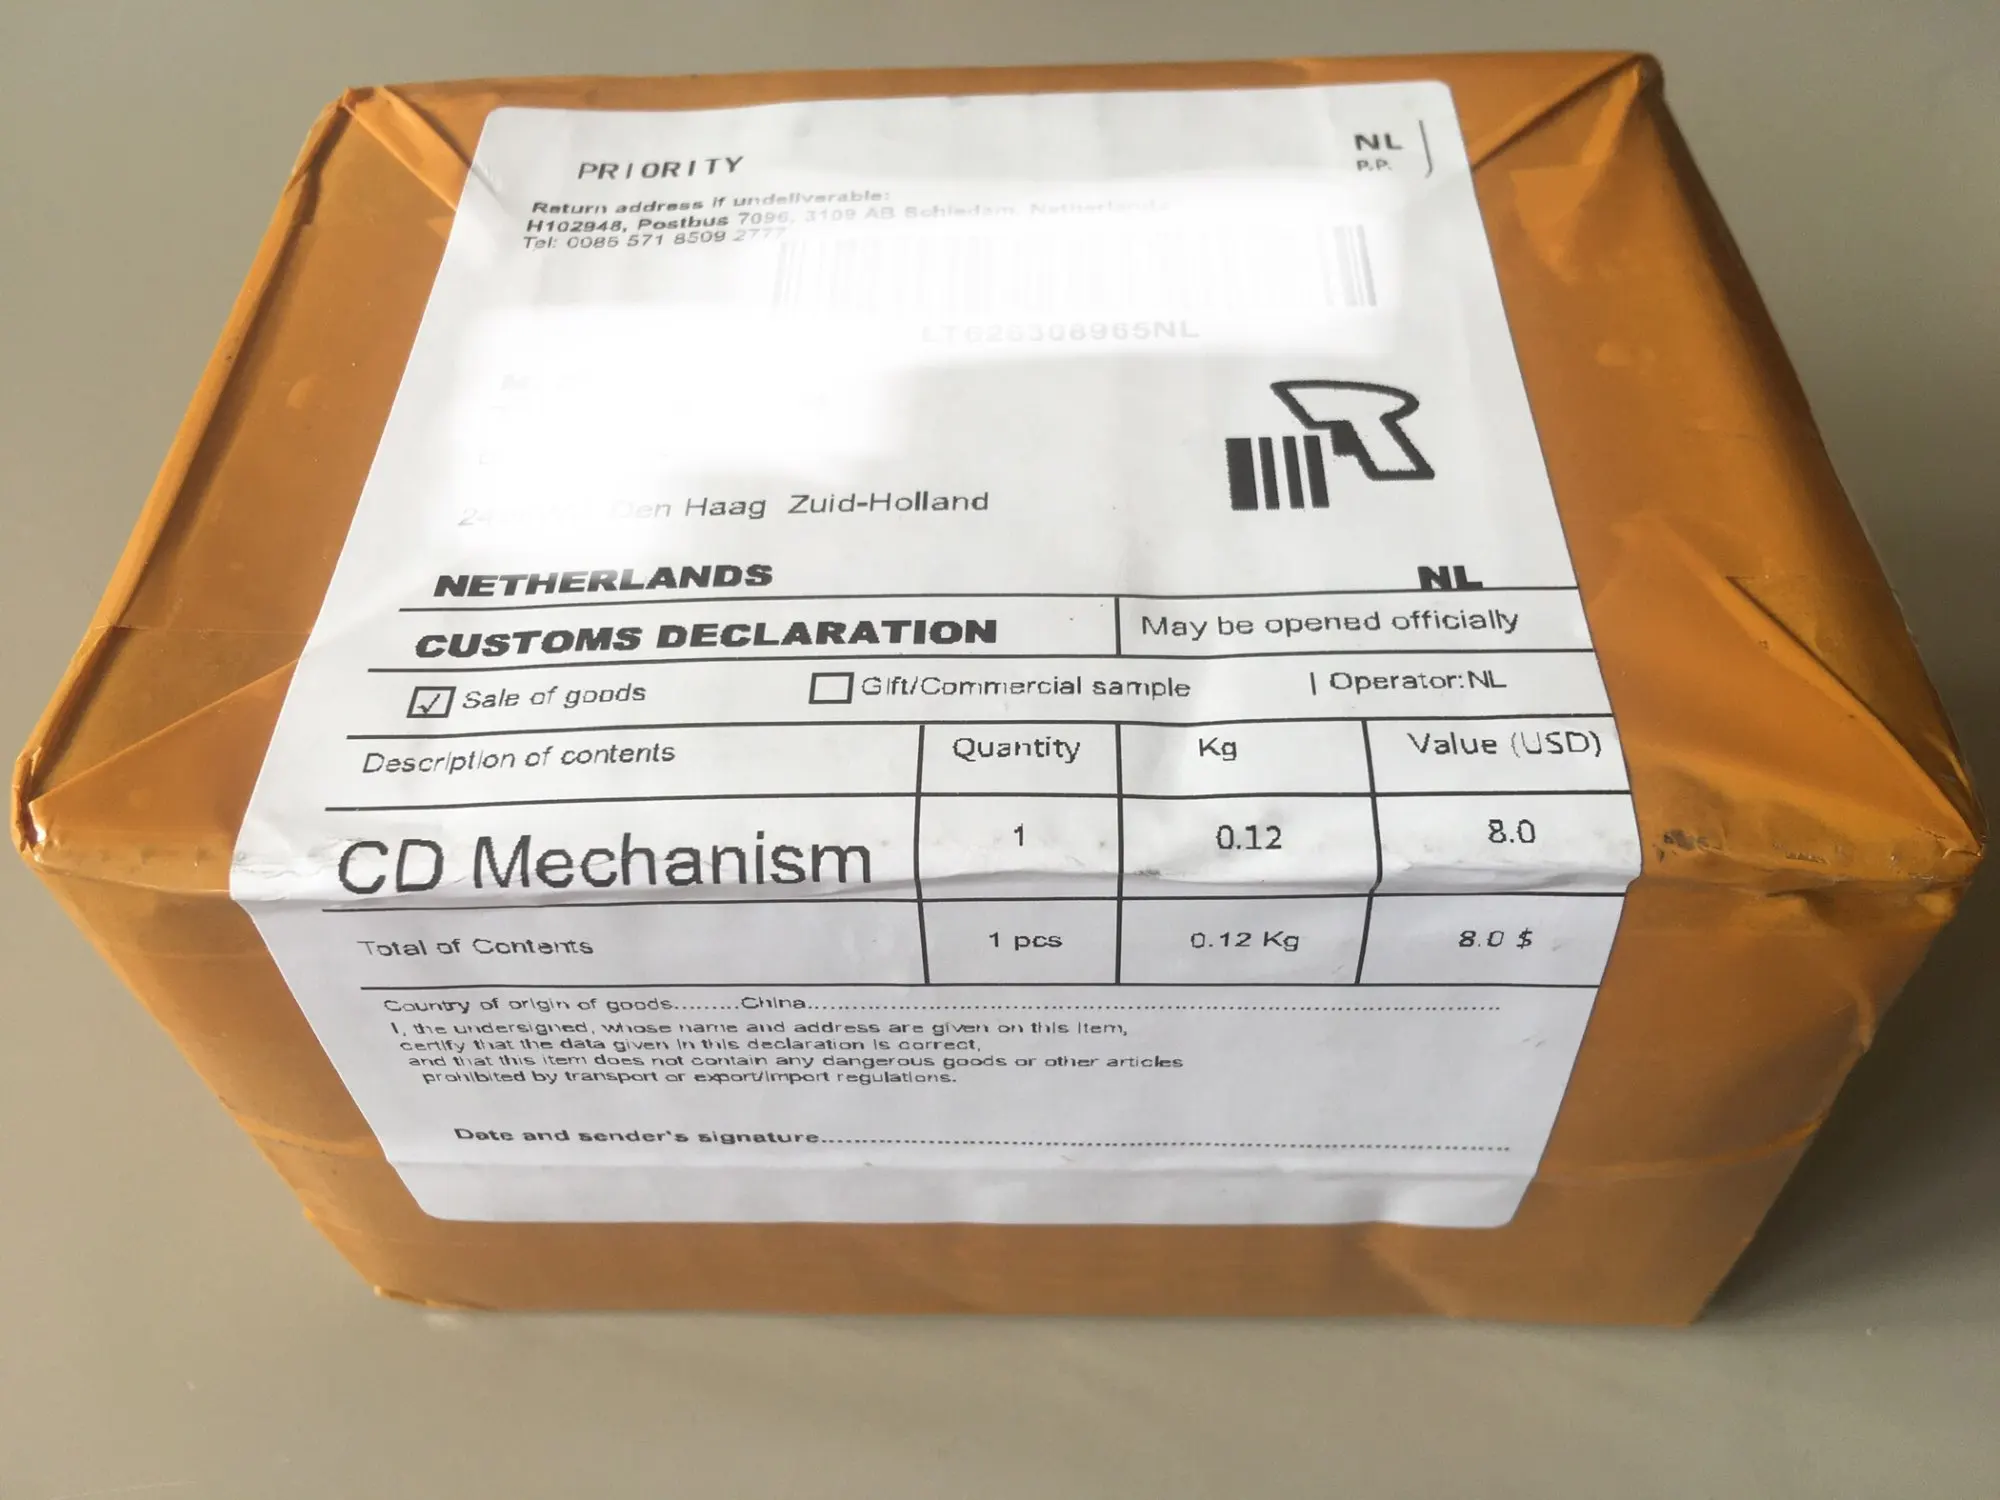 PRIORITY
NL
P.P.
Return address if undeliverable:
H102948, Postbus 7096, 3109 AB Schiedam, Netherlands
Tel: 0086 571 8509 2777
LT626308965NL
Den Haag Zuid-Holland
NETHERLANDS NL
CUSTOMS DECLARATION May be opened officially
Sale of goods Gift/Commercial sample | Operator:NL
Description of contents Quantity Kg Value (USD)
CD Mechanism 1 0.12 8.0
Total of Contents 1 pcs 0.12 Kg 8.0 $
Country of origin of goods.........China..........
I, the undersigned, whose name and address are given on this item,
certify that the data given in this declaration is correct,
and that this item does not contain any dangerous goods or other articles
prohibited by transport or export/import regulations.
Date and sender's signature..........